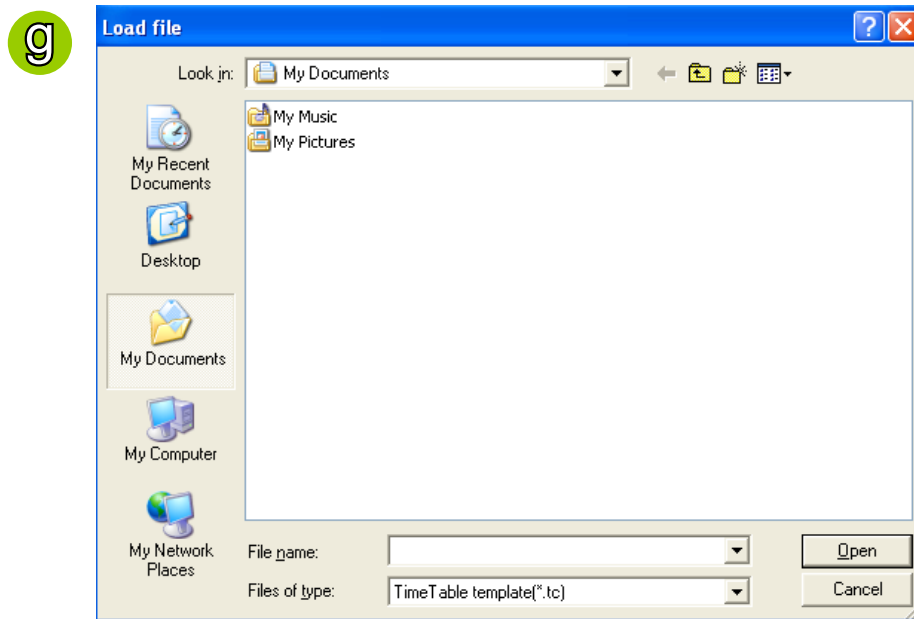 g
Load file
Look in:
My Documents
My Music
My Pictures
My Recent
Documents
Desktop
My Documents
My Computer
My Network
Places
File name:
Open
Files of type:
TimeTable template(*.tc)
Cancel